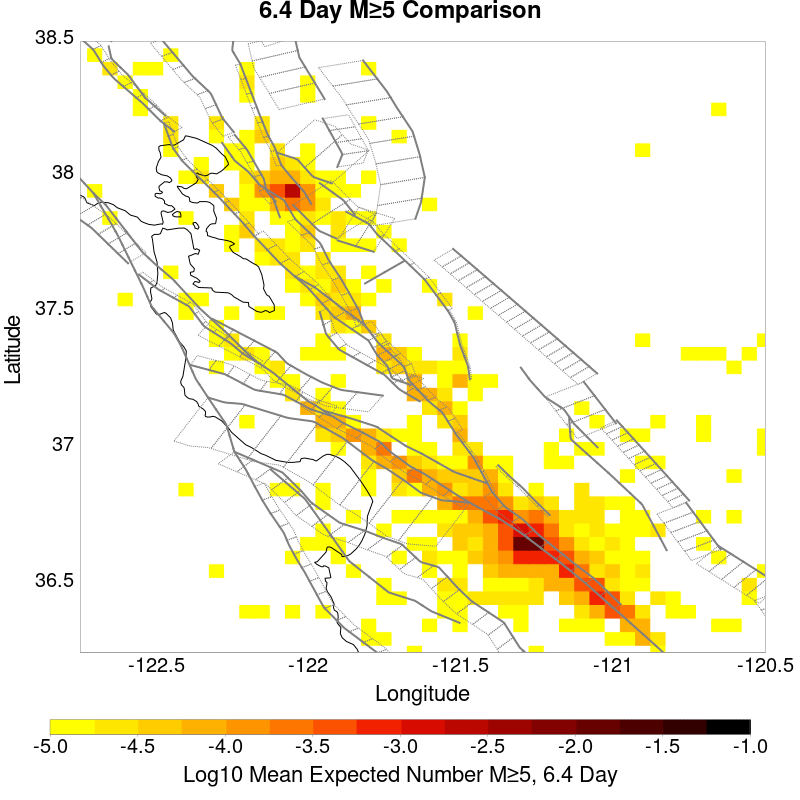 6.4 Day M≥5 Comparison
38.5
38
37.5
37
36.5
Latitude
-122.5 -122 -121.5 -121 -120.5
Longitude
-5.0 -4.5 -4.0 -3.5 -3.0 -2.5 -2.0 -1.5 -1.0
Log10 Mean Expected Number M≥5, 6.4 Day